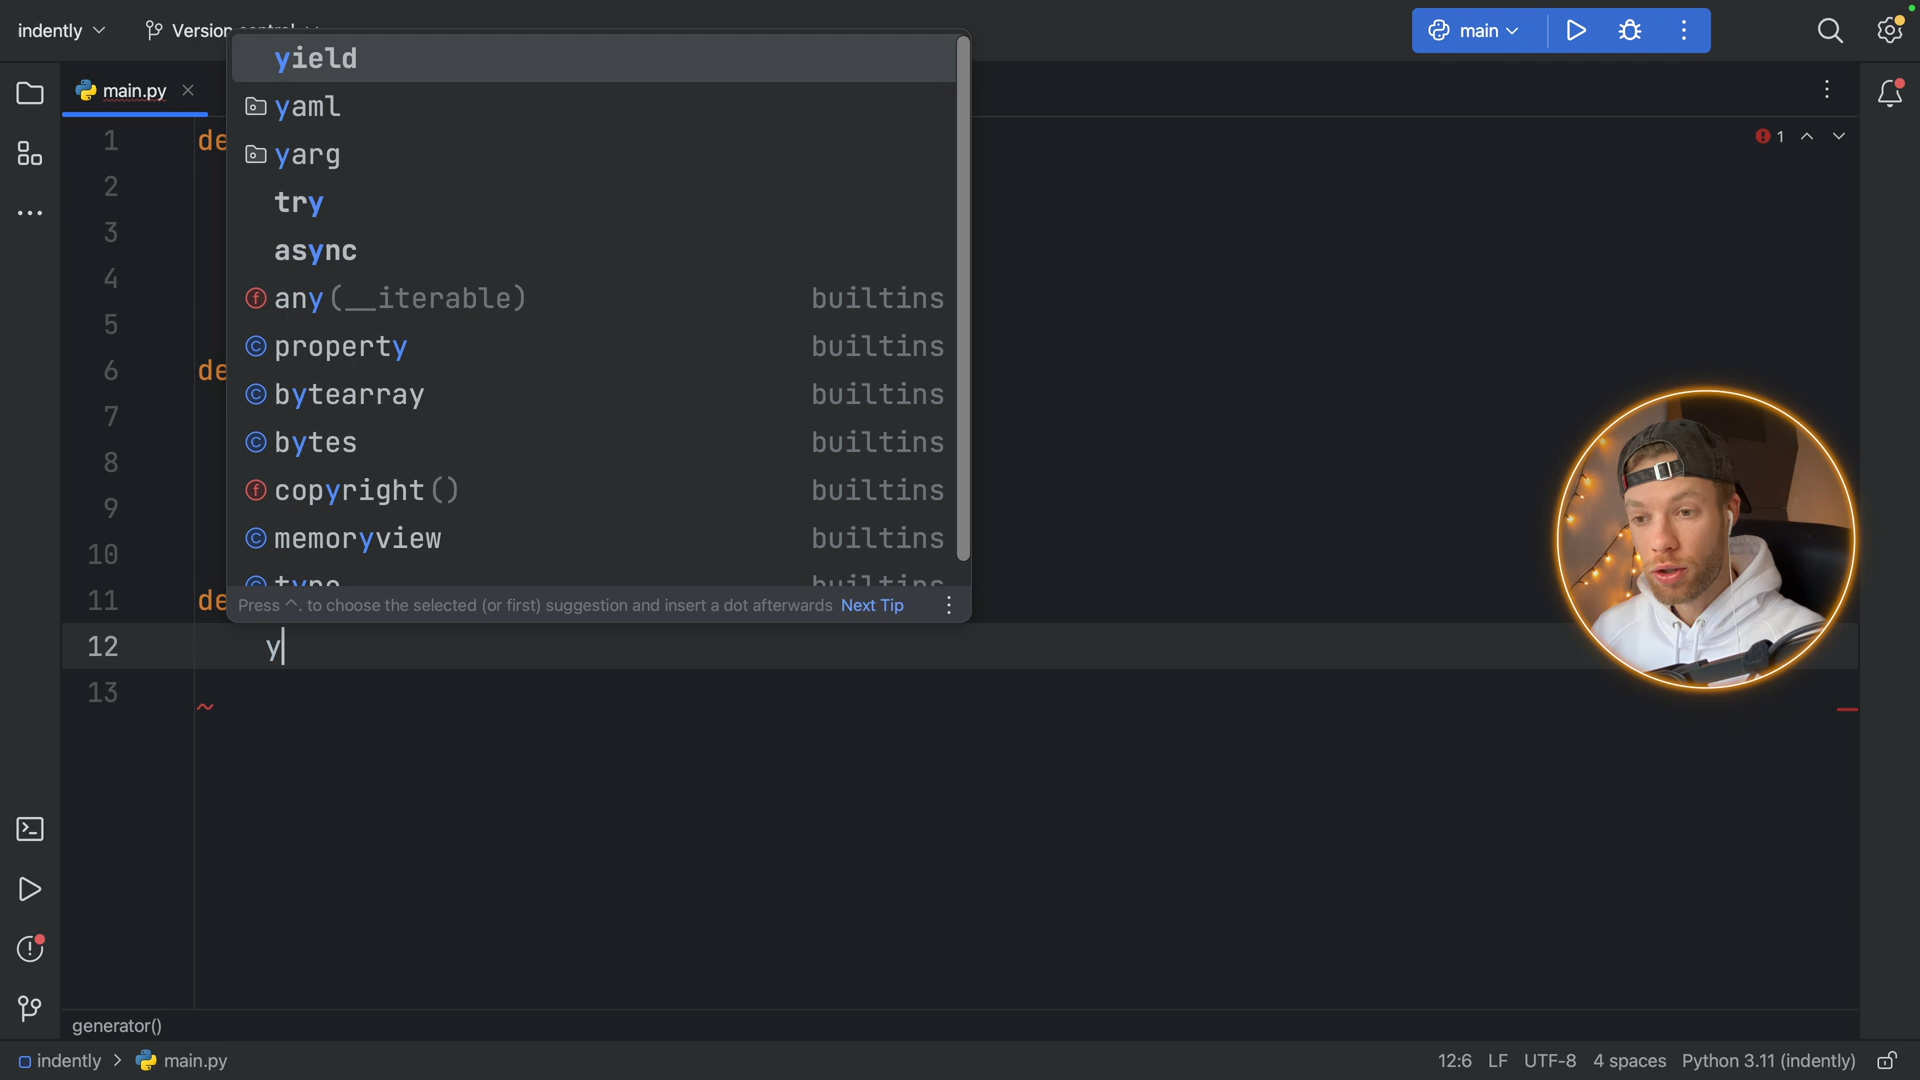 indently
Version control
main
main.py
1
1 de
2
3
4
5
6 de
7
8
9
10
11 de
12 y
13
yield
yaml
yarg
try
async
any(__iterable) builtins
property builtins
bytearray builtins
bytes builtins
copyright() builtins
memoryview builtins
type builtins
Press ^. to choose the selected (or first) suggestion and insert a dot afterwards Next Tip
generator()
indently > main.py
12:6 LF UTF-8 4 spaces Python 3.11 (indently)